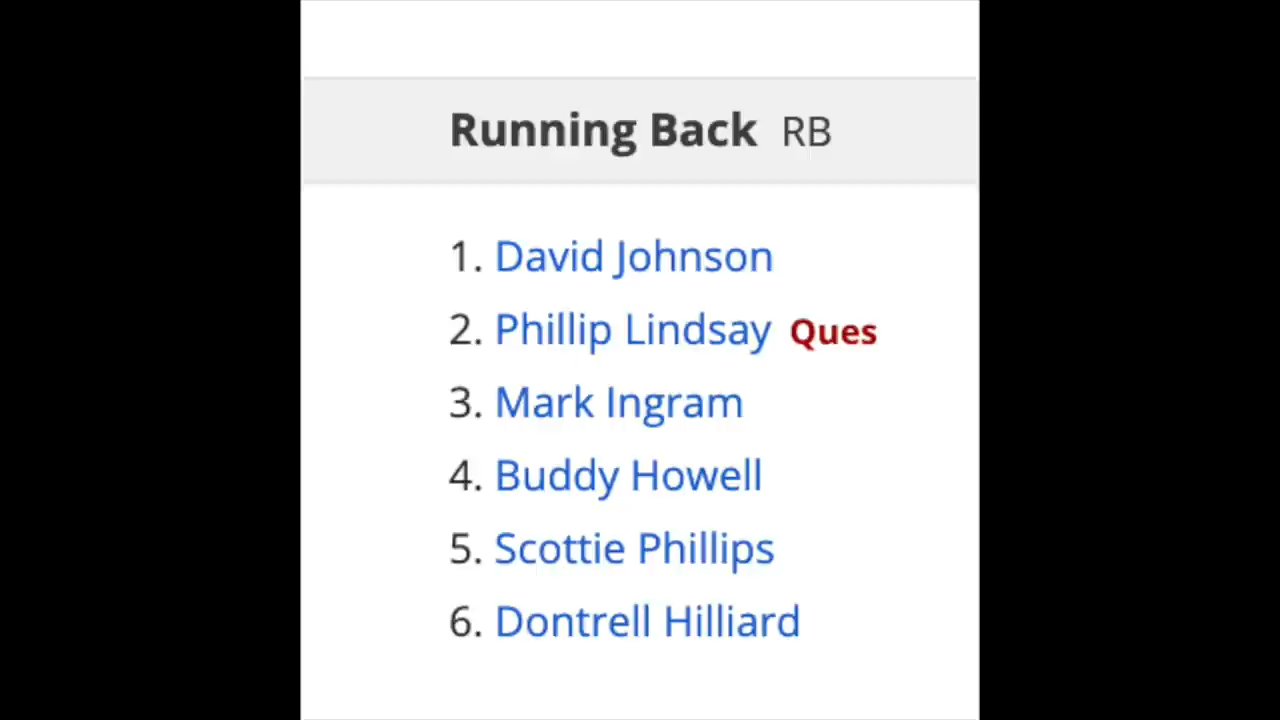 Running Back RB
1. David Johnson
2. Phillip Lindsay Ques
3. Mark Ingram
4. Buddy Howell
5. Scottie Phillips
6. Dontrell Hilliard